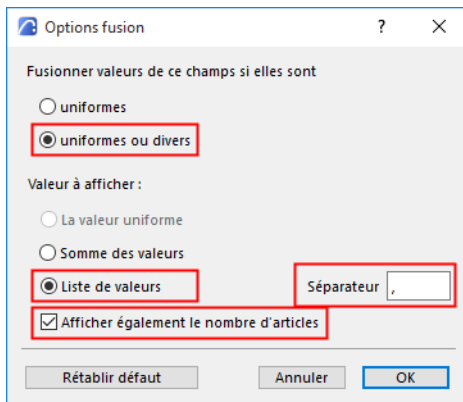 Options fusion ?
Fusionner valeurs de ce champs si elles sont
uniformes
uniformes ou divers
Valeur à afficher :
La valeur uniforme
Somme des valeurs
Liste de valeurs Séparateur ,
Afficher également le nombre d'articles
Rétablir défaut Annuler OK